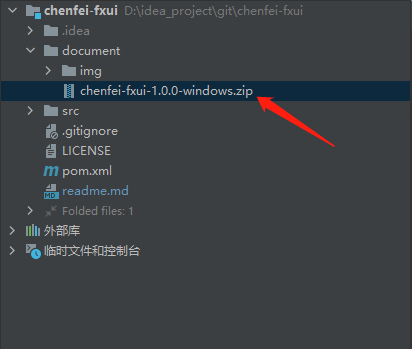 chenfei-fxui D:\idea_project\git\chenfei-fxui
.idea
document
img
chenfei-fxui-1.0.0-windows.zip
src
.gitignore
LICENSE
m pom.xml
MD readme.md
Folded files: 1
外部库
临时文件和控制台